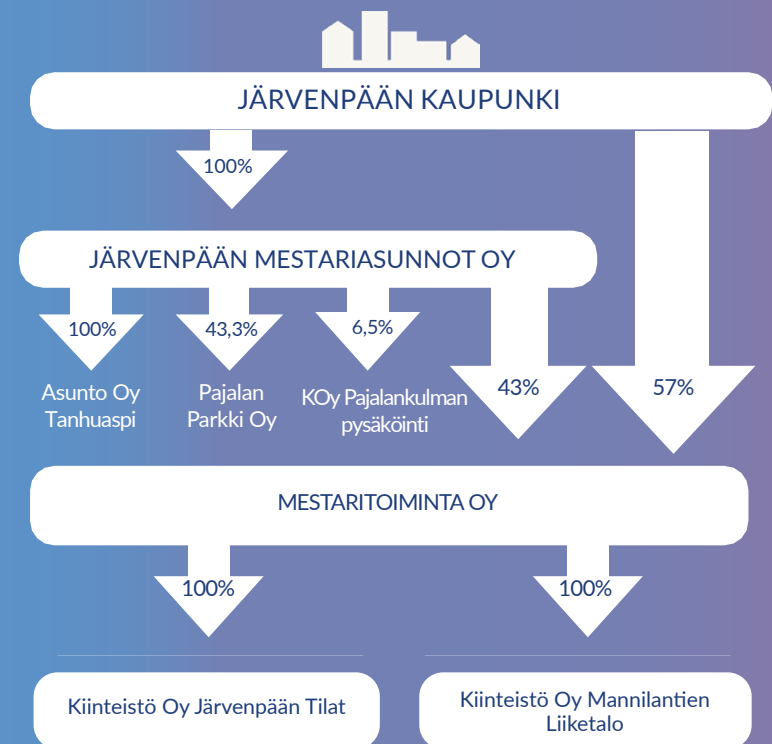 JÄRVENPÄÄN KAUPUNKI
100%
JÄRVENPÄÄN MESTARIASUNNOT OY
100%
43,3%
6,5%
43%
57%
Asunto Oy
Tanhuaspi
Pajalan
Parkki Oy
KOy Pajalankulman
pysäköinti
MESTARITOIMINTA OY
100%
100%
Kiinteistö Oy Järvenpään Tilat
Kiinteistö Oy Mannilantien
Liiketalo